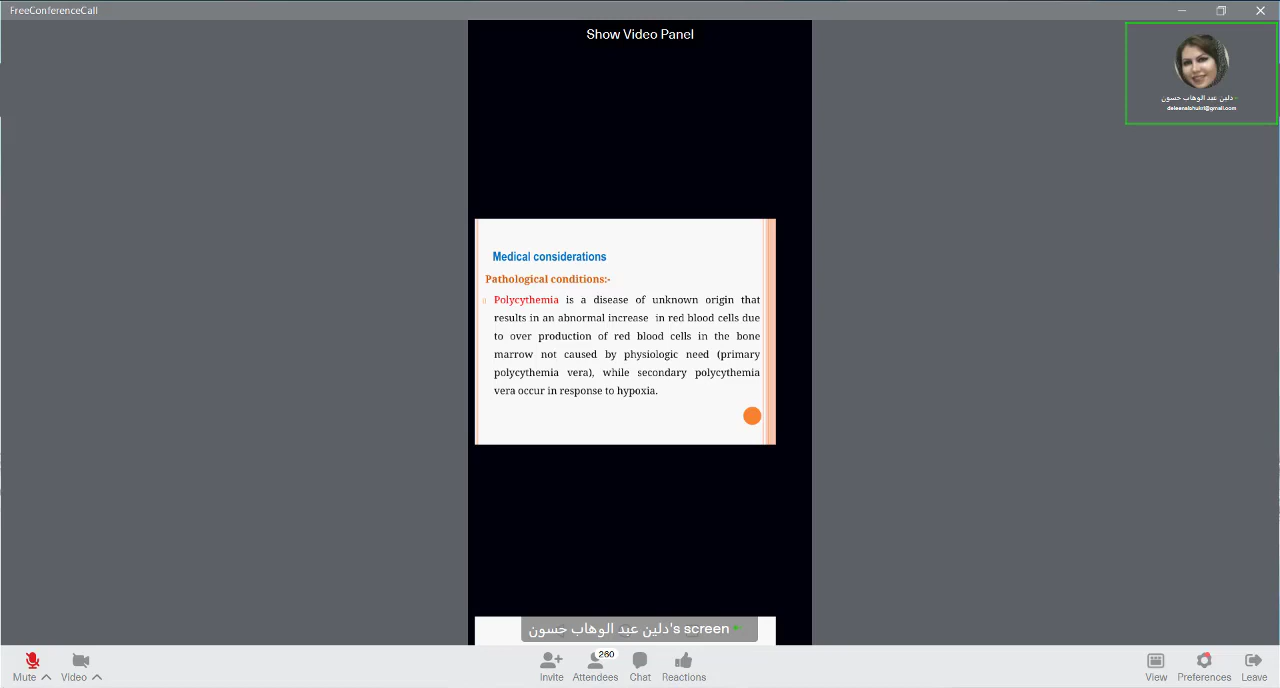 FreeConferenceCall
Show Video Panel
دلين عبد الوهاب حسون
deleenalshukri@gmail.com
Medical considerations
Pathological conditions:-
Polycythemia is a disease of unknown origin that
results in an abnormal increase in red blood cells due
to over production of red blood cells in the bone
marrow not caused by physiologic need (primary
polycythemia vera), while secondary polycythemia
vera occur in response to hypoxia.
دلين عبد الوهاب حسون's screen
Mute
Video
Invite
260
Attendees
Chat
Reactions
View
Preferences
Leave